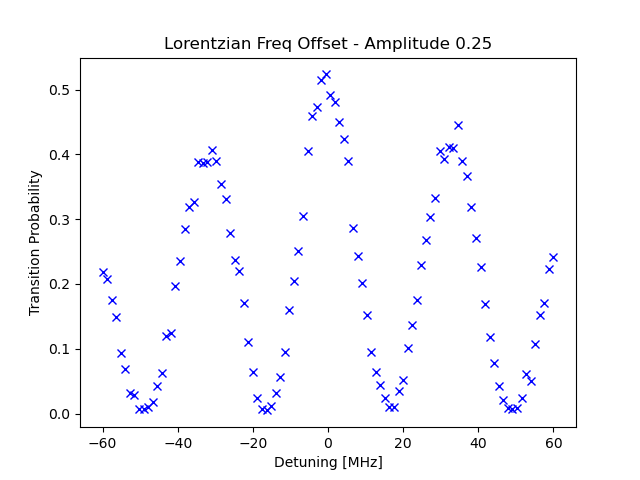 Lorentzian Freq Offset - Amplitude 0.25
Transition Probability
0.5
0.4
0.3
0.2
0.1
0.0
−60 −40 −20 0 20 40 60
Detuning [MHz]